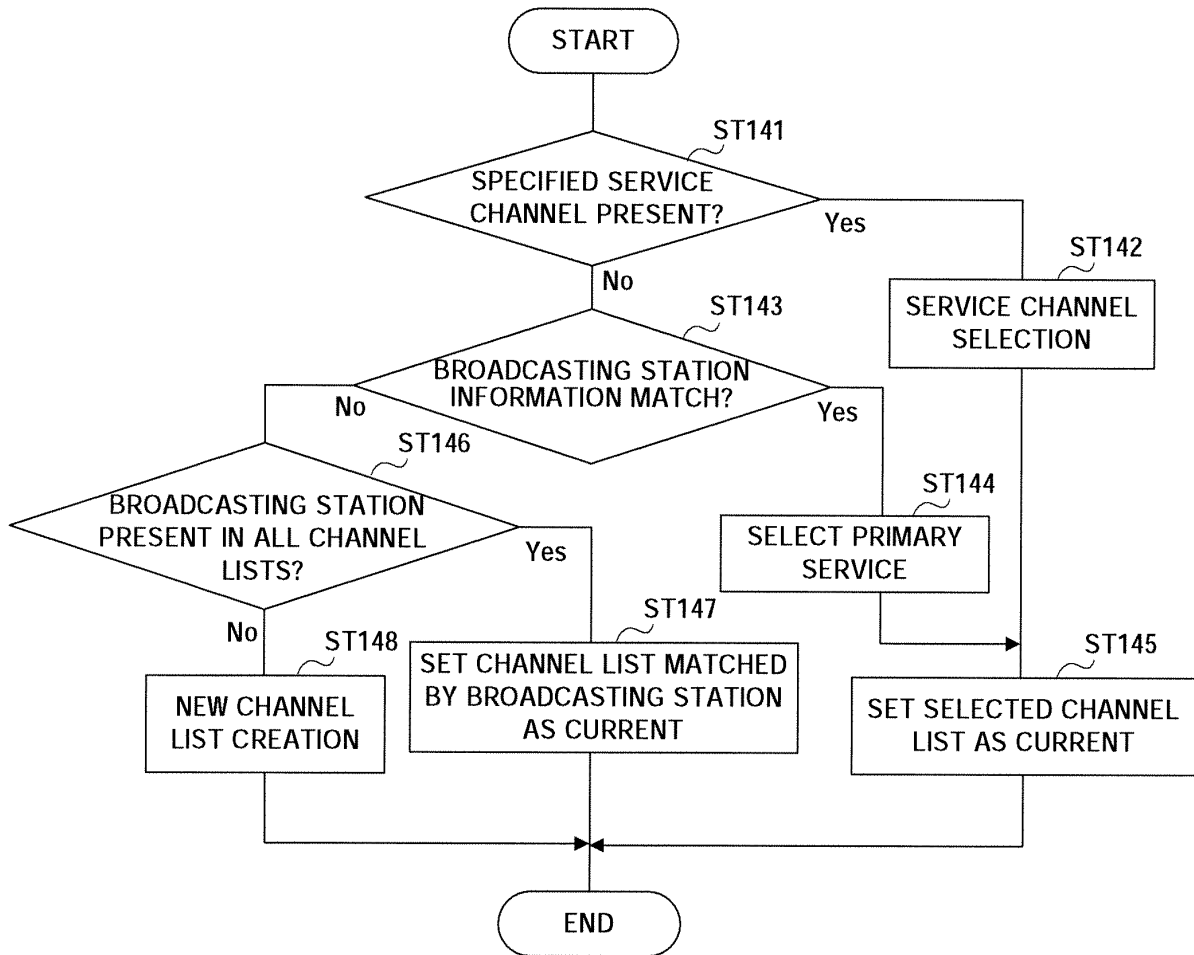 START
ST141
SPECIFIED SERVICE
CHANNEL PRESENT?
Yes
No
ST142
SERVICE CHANNEL
SELECTION
ST143
BROADCASTING STATION
INFORMATION MATCH?
No
Yes
ST146
BROADCASTING STATION
PRESENT IN ALL CHANNEL
LISTS?
Yes
No
ST144
SELECT PRIMARY
SERVICE
ST148
NEW CHANNEL
LIST CREATION
ST147
SET CHANNEL LIST MATCHED
BY BROADCASTING STATION
AS CURRENT
ST145
SET SELECTED CHANNEL
LIST AS CURRENT
END